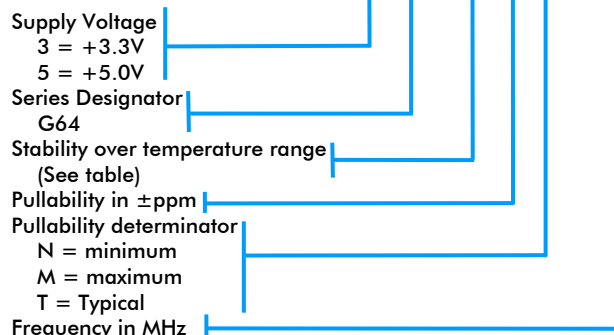 Supply Voltage
3 = +3.3V
5 = +5.0V
Series Designator
G64
Stability over temperature range
(See table)
Pullability in ±ppm
Pullability determinator
N = minimum
M = maximum
T = Typical
Frequency in MHz